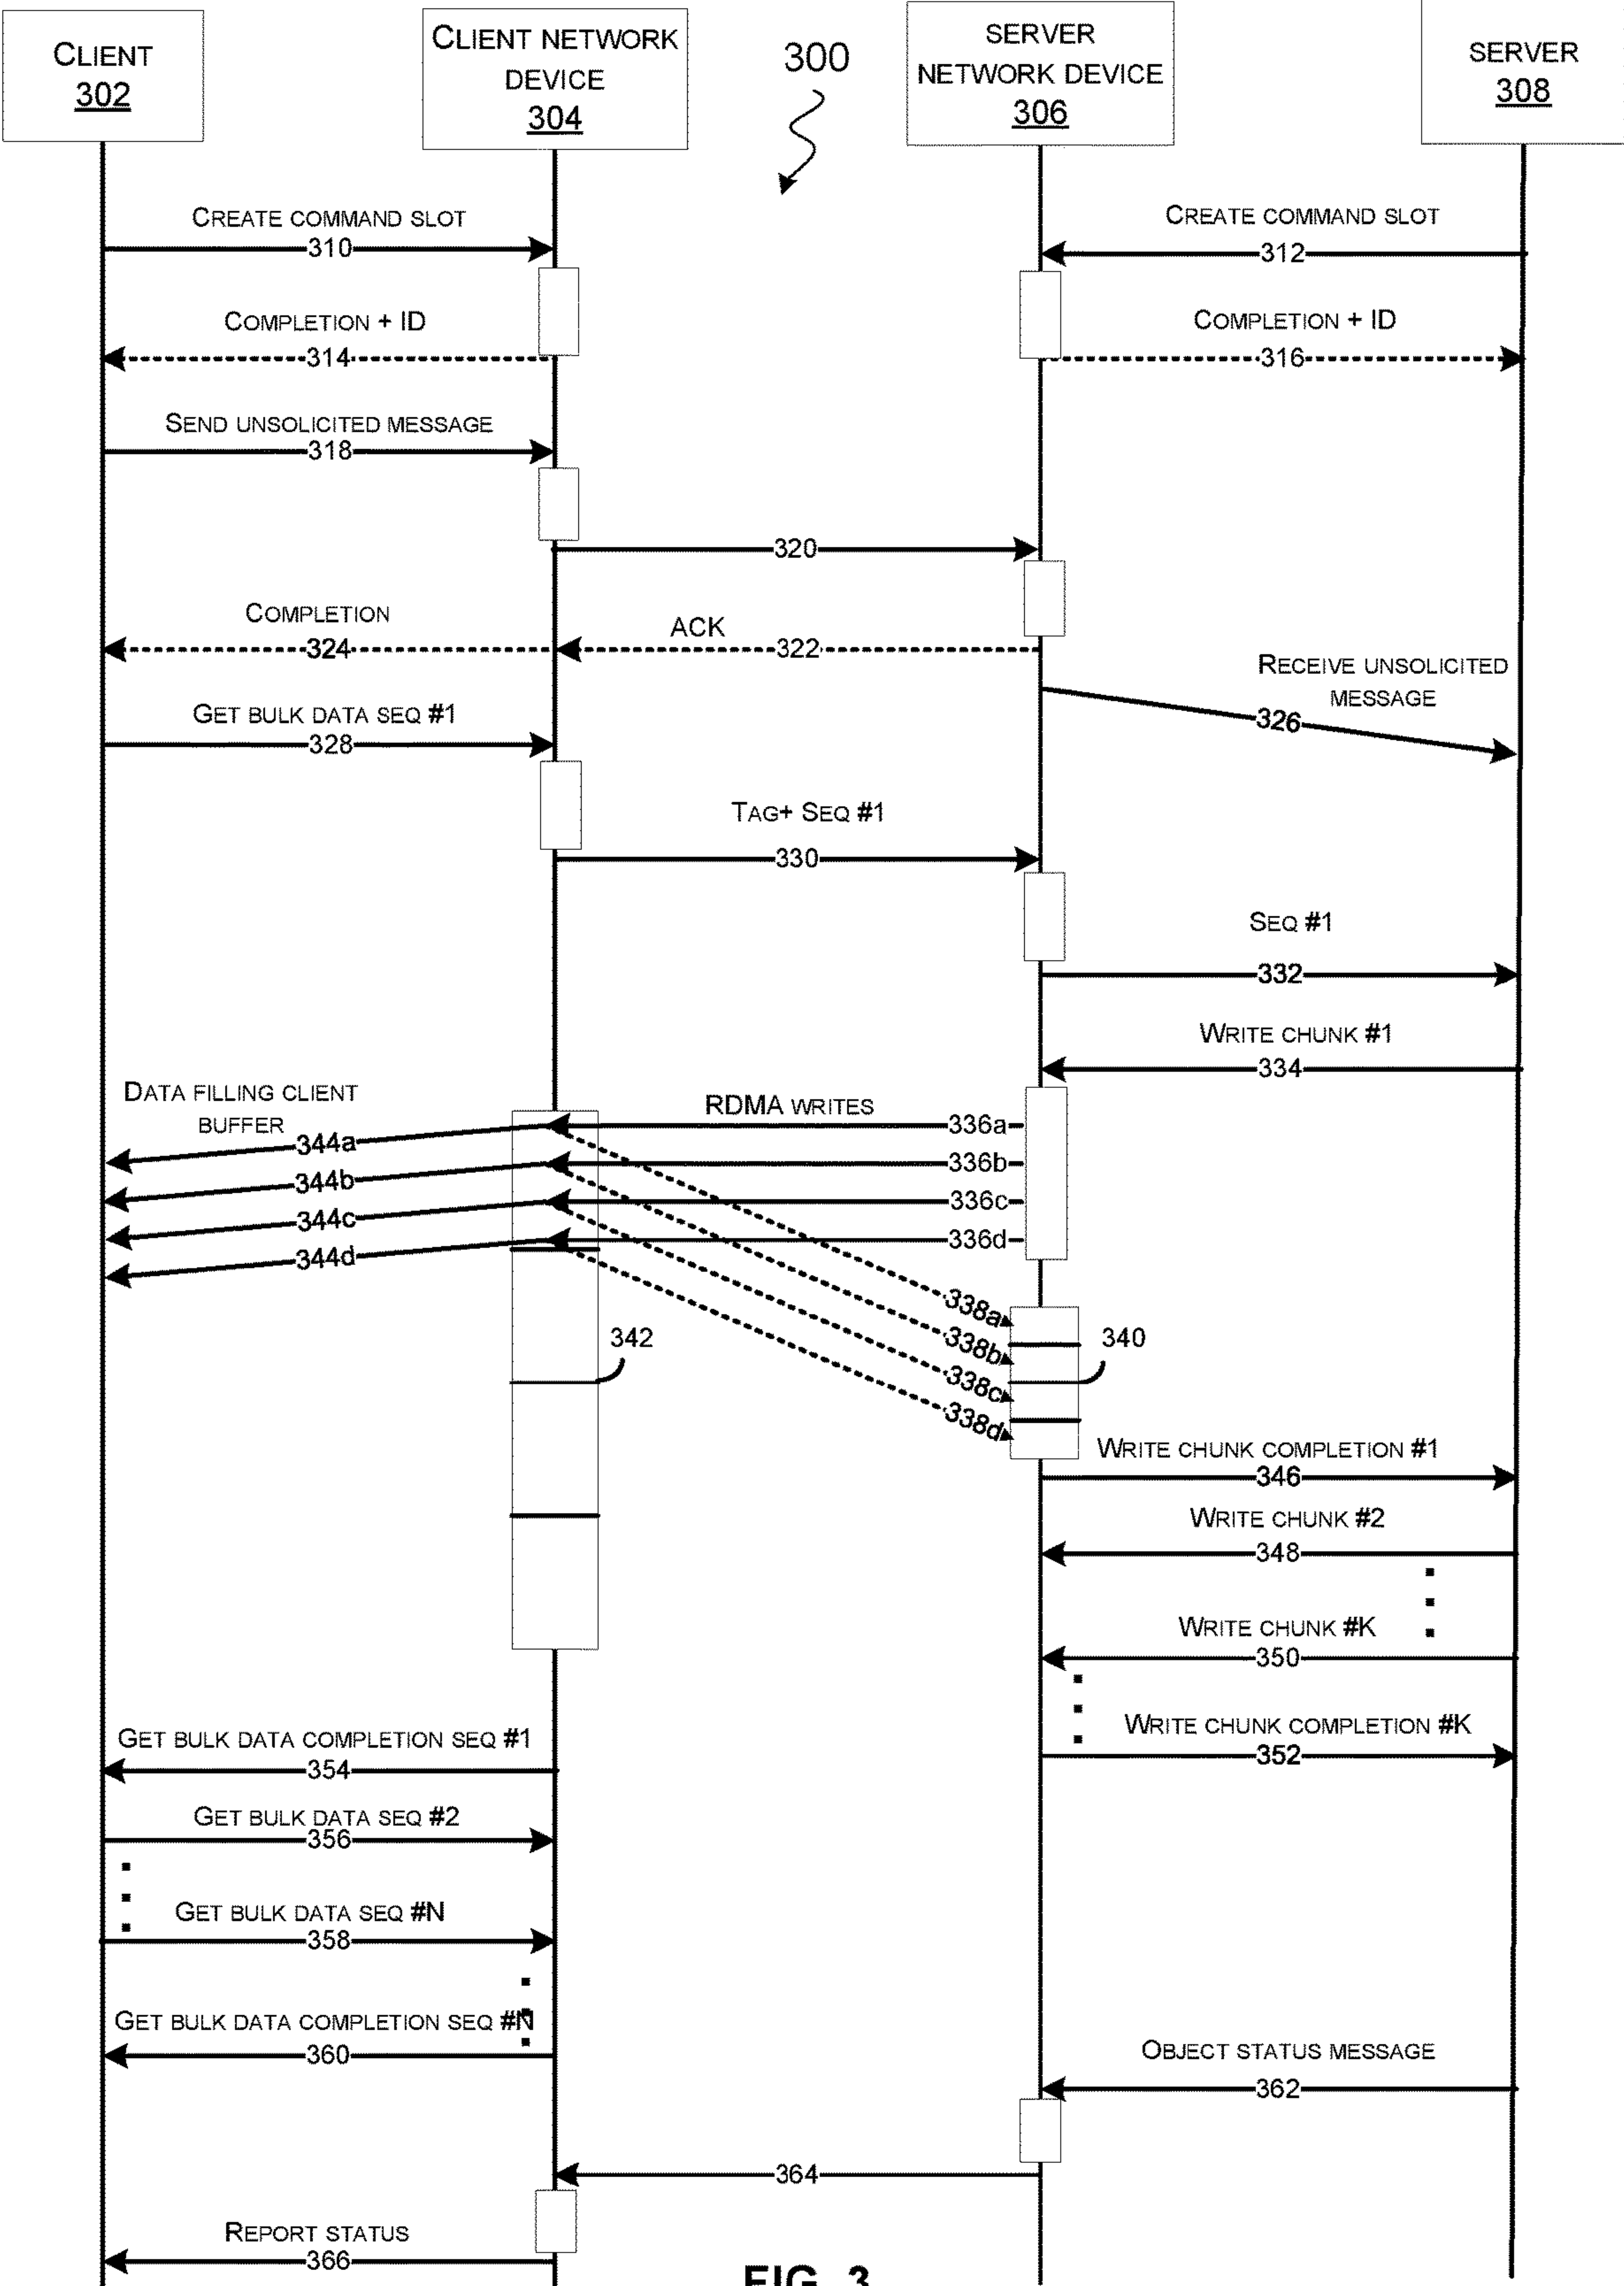 CLIENT
302
CLIENT NETWORK
DEVICE
304
300
SERVER
NETWORK DEVICE
306
SERVER
308
CREATE COMMAND SLOT
310
CREATE COMMAND SLOT
312
COMPLETION + ID
314
COMPLETION + ID
316
SEND UNSOLICITED MESSAGE
318
320
COMPLETION
324
ACK
322
RECEIVE UNSOLICITED
MESSAGE
326
GET BULK DATA SEQ #1
328
TAG+ SEQ #1
330
SEQ #1
332
WRITE CHUNK #1
334
DATA FILLING CLIENT
BUFFER
RDMA WRITES
344a
336a
344b
336b
344c
336c
344d
336d
338a
338b
338c
338d
342
340
WRITE CHUNK COMPLETION #1
346
WRITE CHUNK #2
348
WRITE CHUNK #K
350
WRITE CHUNK COMPLETION #K
352
GET BULK DATA COMPLETION SEQ #1
354
GET BULK DATA SEQ #2
356
GET BULK DATA SEQ #N
358
GET BULK DATA COMPLETION SEQ #N
360
OBJECT STATUS MESSAGE
362
364
REPORT STATUS
366
FIG. 3